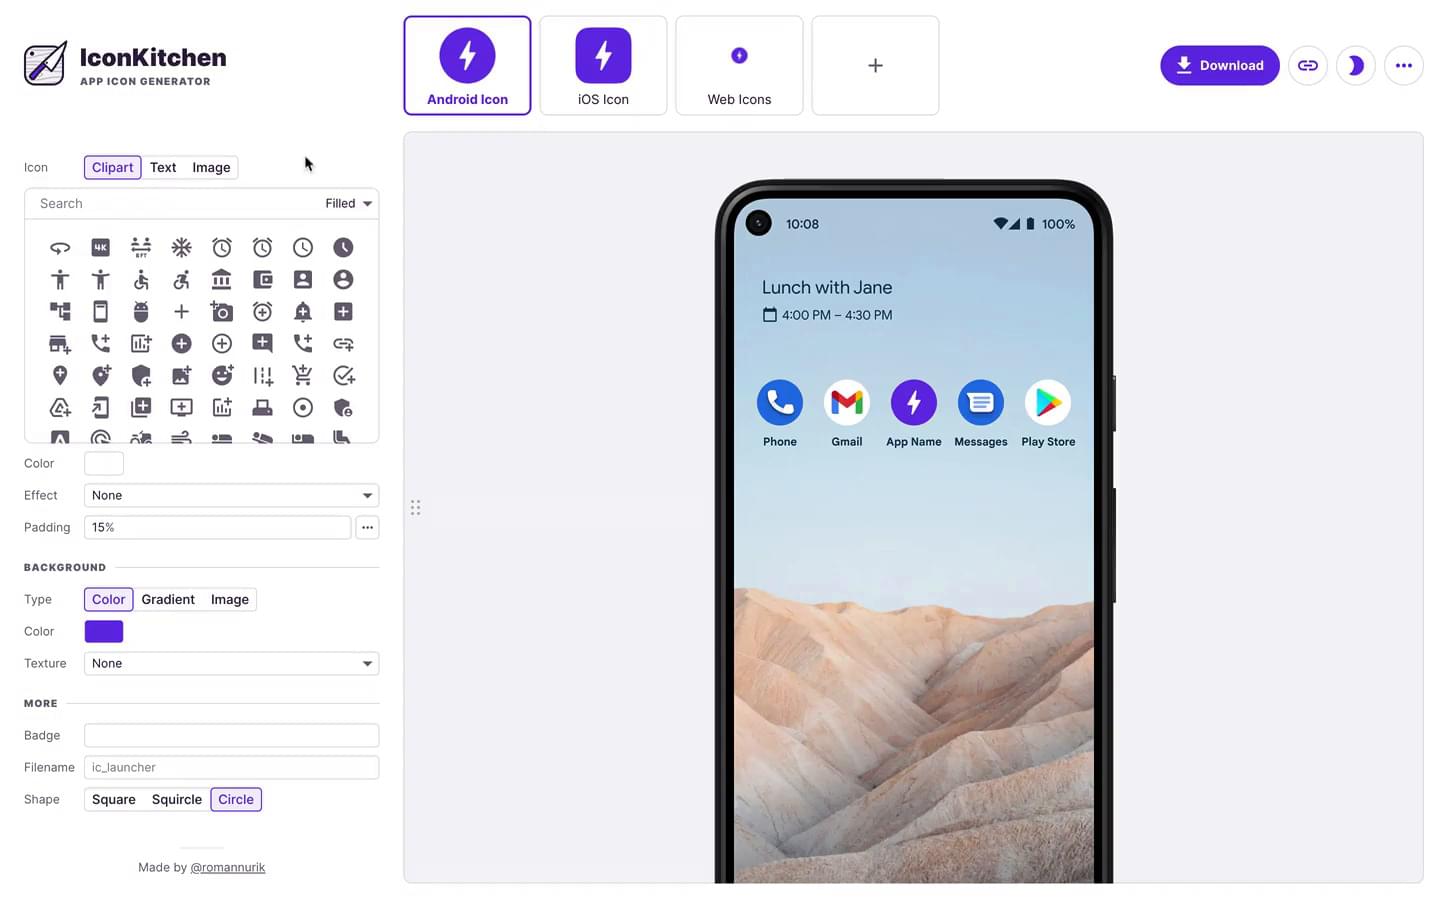 IconKitchen
APP ICON GENERATOR
Android Icon
iOS Icon
Web Icons
Download
Icon
Clipart
Text
Image
Search
Filled
4K
6FT
Color
Effect
None
Padding
15%
BACKGROUND
Type
Color
Gradient
Image
Color
Texture
None
MORE
Badge
Filename
ic_launcher
Shape
Square
Squircle
Circle
Made by @romannurik
10:08
100%
Lunch with Jane
4:00 PM – 4:30 PM
Phone
Gmail
App Name
Messages
Play Store